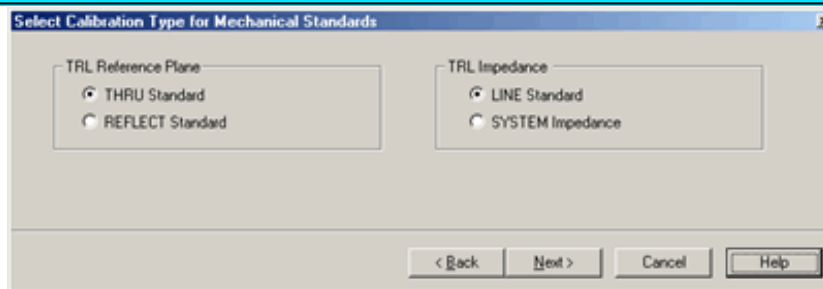 Select Calibration Type for Mechanical Standards
TRL Reference Plane
THRU Standard
REFLECT Standard
TRL Impedance
LINE Standard
SYSTEM Impedance
< Back
Next >
Cancel
Help